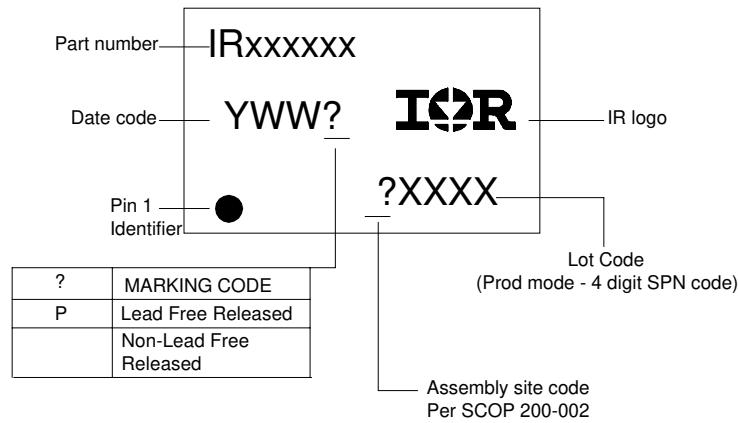 Part number
IRxxxxxx
Date code
YWW?
IOR
IR logo
?XXXX
Pin 1
Identifier
Lot Code
(Prod mode - 4 digit SPN code)
? MARKING CODE
P Lead Free Released
Non-Lead Free
Released
Assembly site code
Per SCOP 200-002